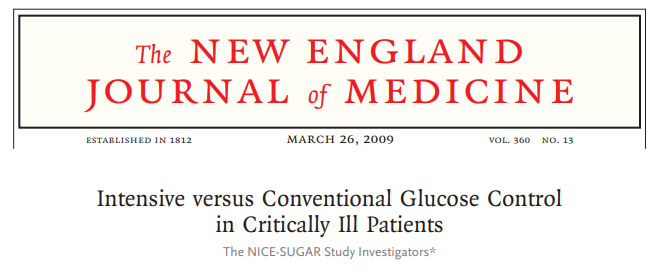 The NEW ENGLAND
JOURNAL of MEDICINE
ESTABLISHED IN 1812 MARCH 26, 2009 VOL. 360 NO. 13
Intensive versus Conventional Glucose Control
in Critically Ill Patients
The NICE-SUGAR Study Investigators*